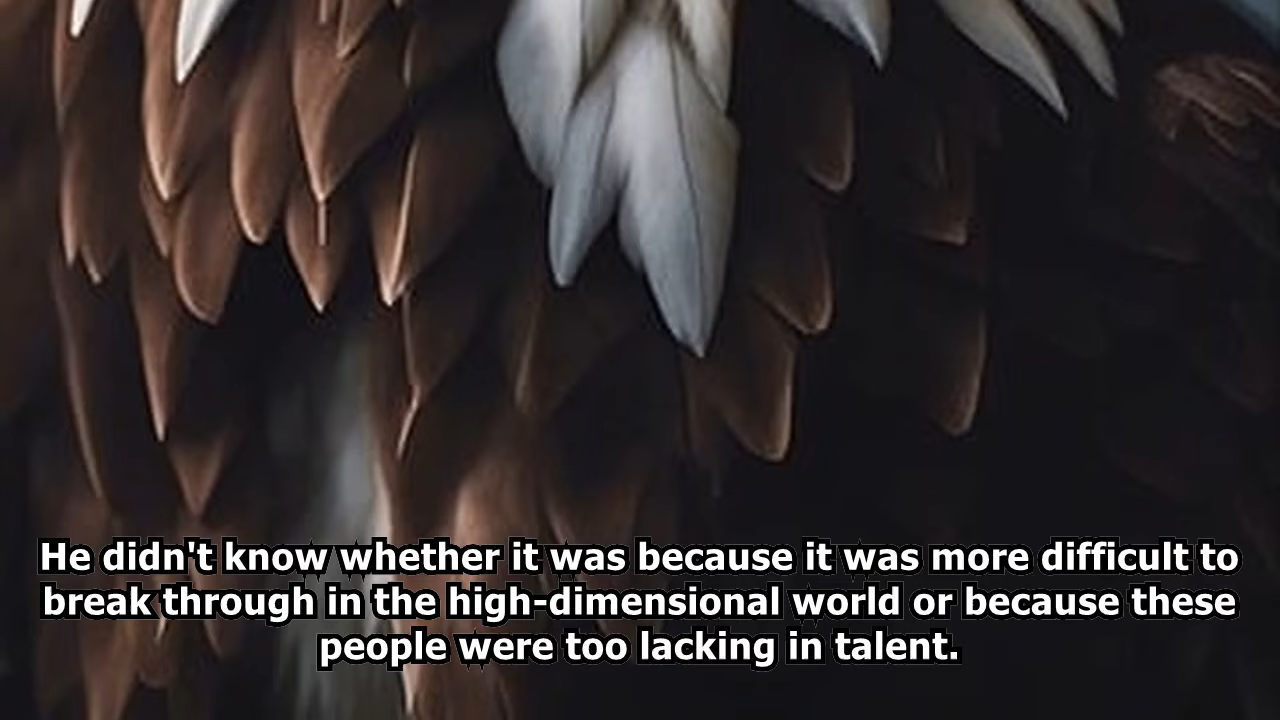 He didn't know whether it was because it was more difficult to
break through in the high-dimensional world or because these
people were too lacking in talent.